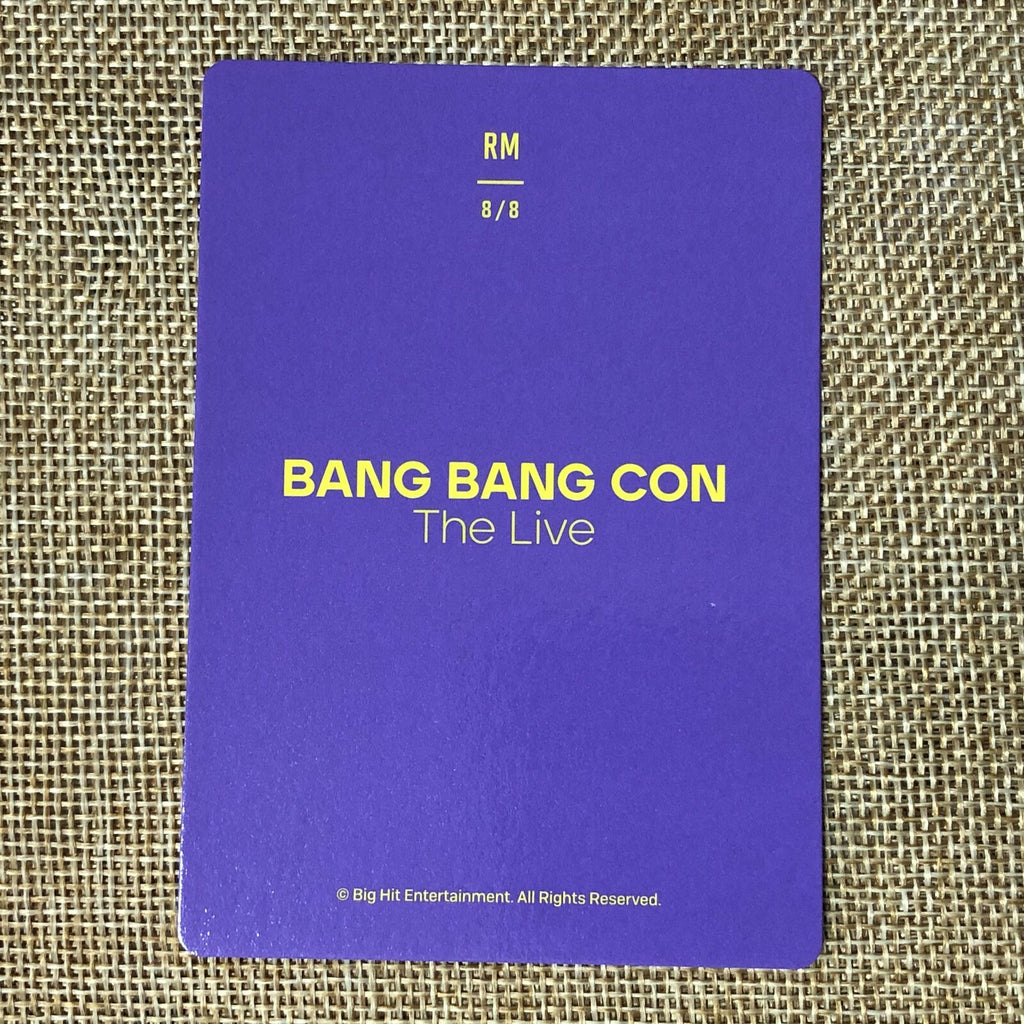 RM
8/8
BANG BANG CON
The Live
© Big Hit Entertainment. All Rights Reserved.